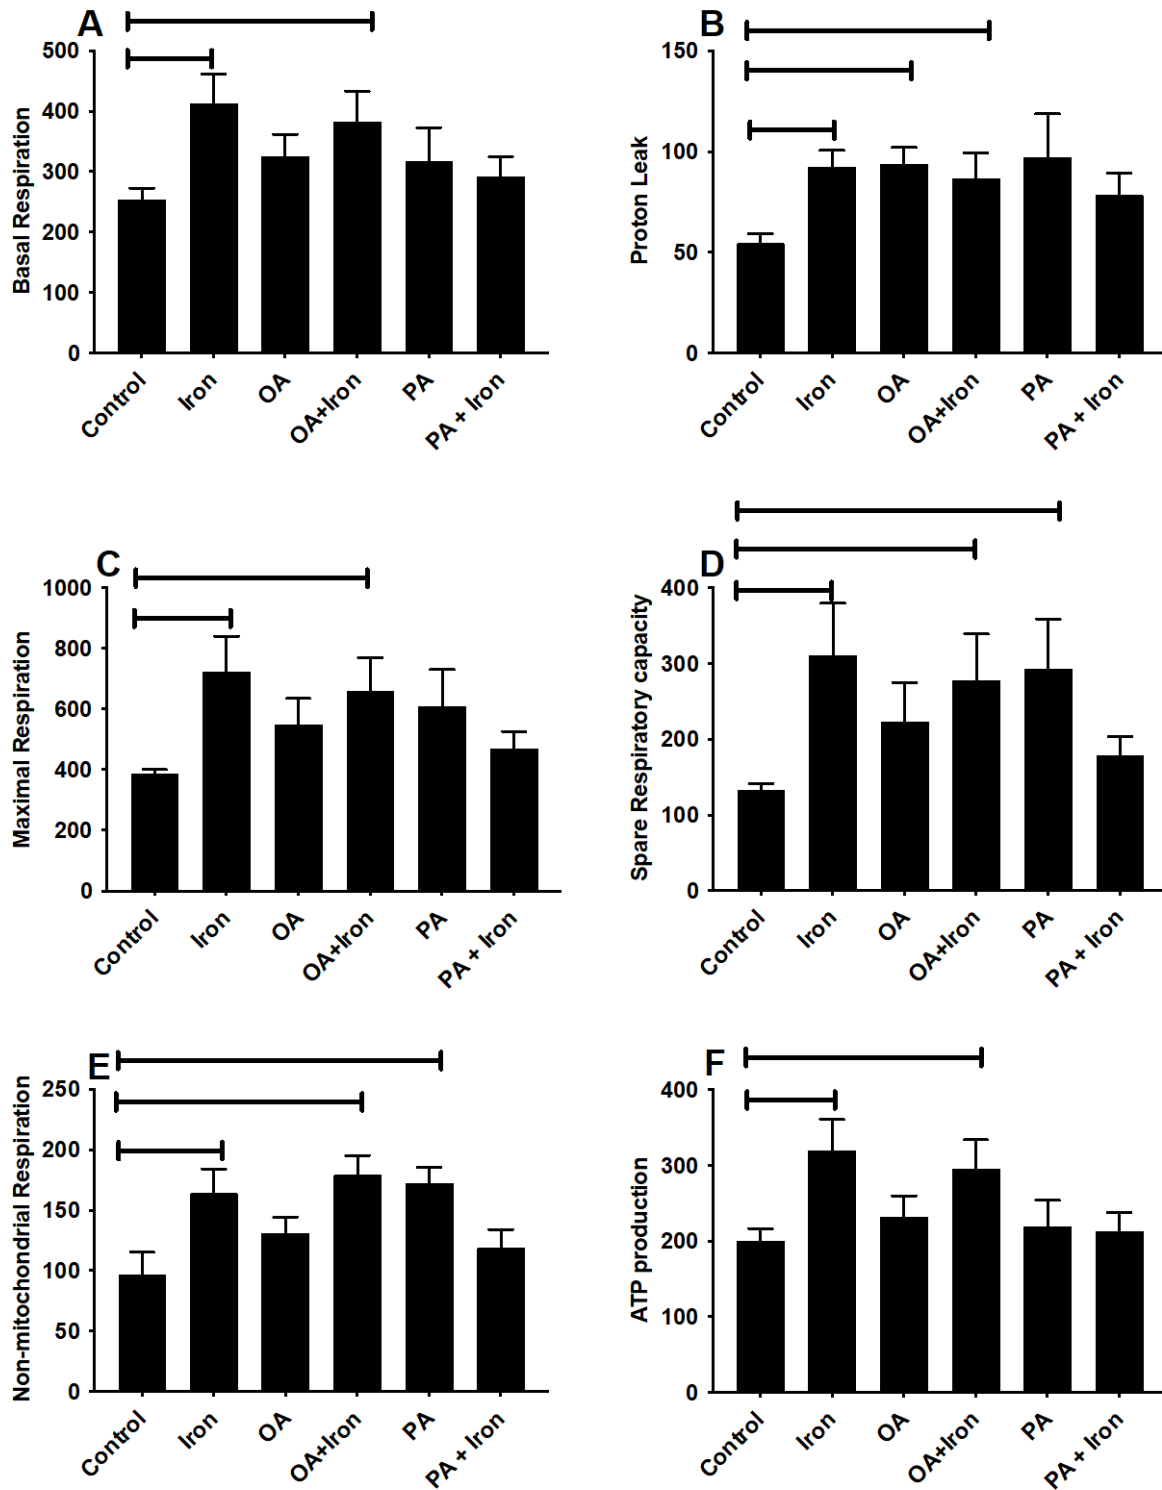 A
Basal Respiration
500
400
300
200
100
0
Control
Iron
OA
OA+Iron
PA
PA + Iron
B
Proton Leak
150
100
50
0
Control
Iron
OA
OA+Iron
PA
PA + Iron
C
Maximal Respiration
1000
800
600
400
200
0
Control
Iron
OA
OA+Iron
PA
PA + Iron
D
Spare Respiratory capacity
400
300
200
100
0
Control
Iron
OA
OA+Iron
PA
PA + Iron
E
Non-mitochondrial Respiration
250
200
150
100
50
0
Control
Iron
OA
OA+Iron
PA
PA + Iron
F
ATP production
400
300
200
100
0
Control
Iron
OA
OA+Iron
PA
PA + Iron